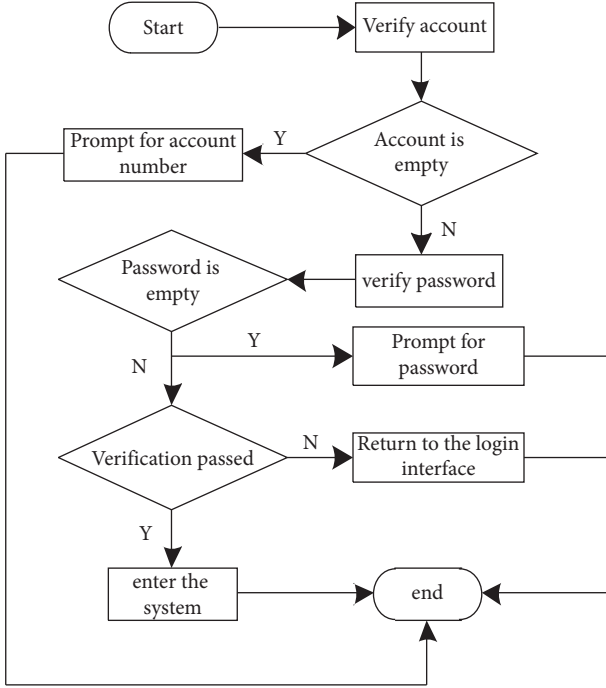 Start
Verify account
Account is
empty
Y
Prompt for account
number
N
verify password
Password is
empty
Y
Prompt for
password
N
Verification passed
N
Return to the login
interface
Y
enter the
system
end